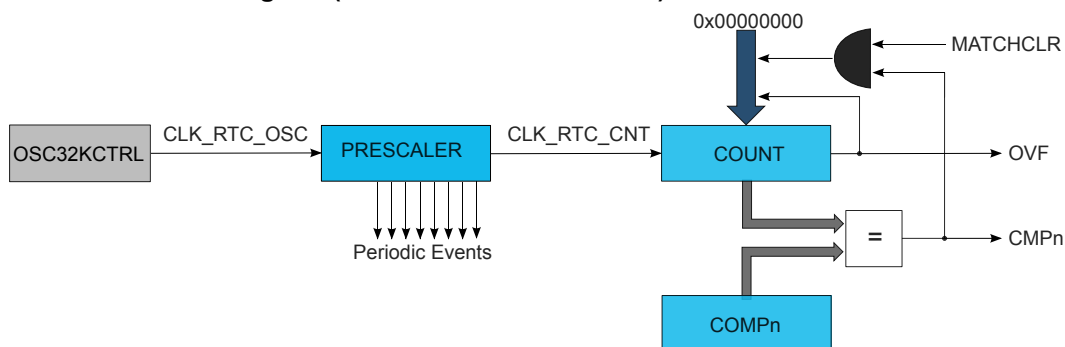 0x00000000
MATCHCLR
CLK_RTC_OSC
CLK_RTC_CNT
OSC32KCTRL
PRESCALER
COUNT
OVF
Periodic Events
=
CMPn
COMPn